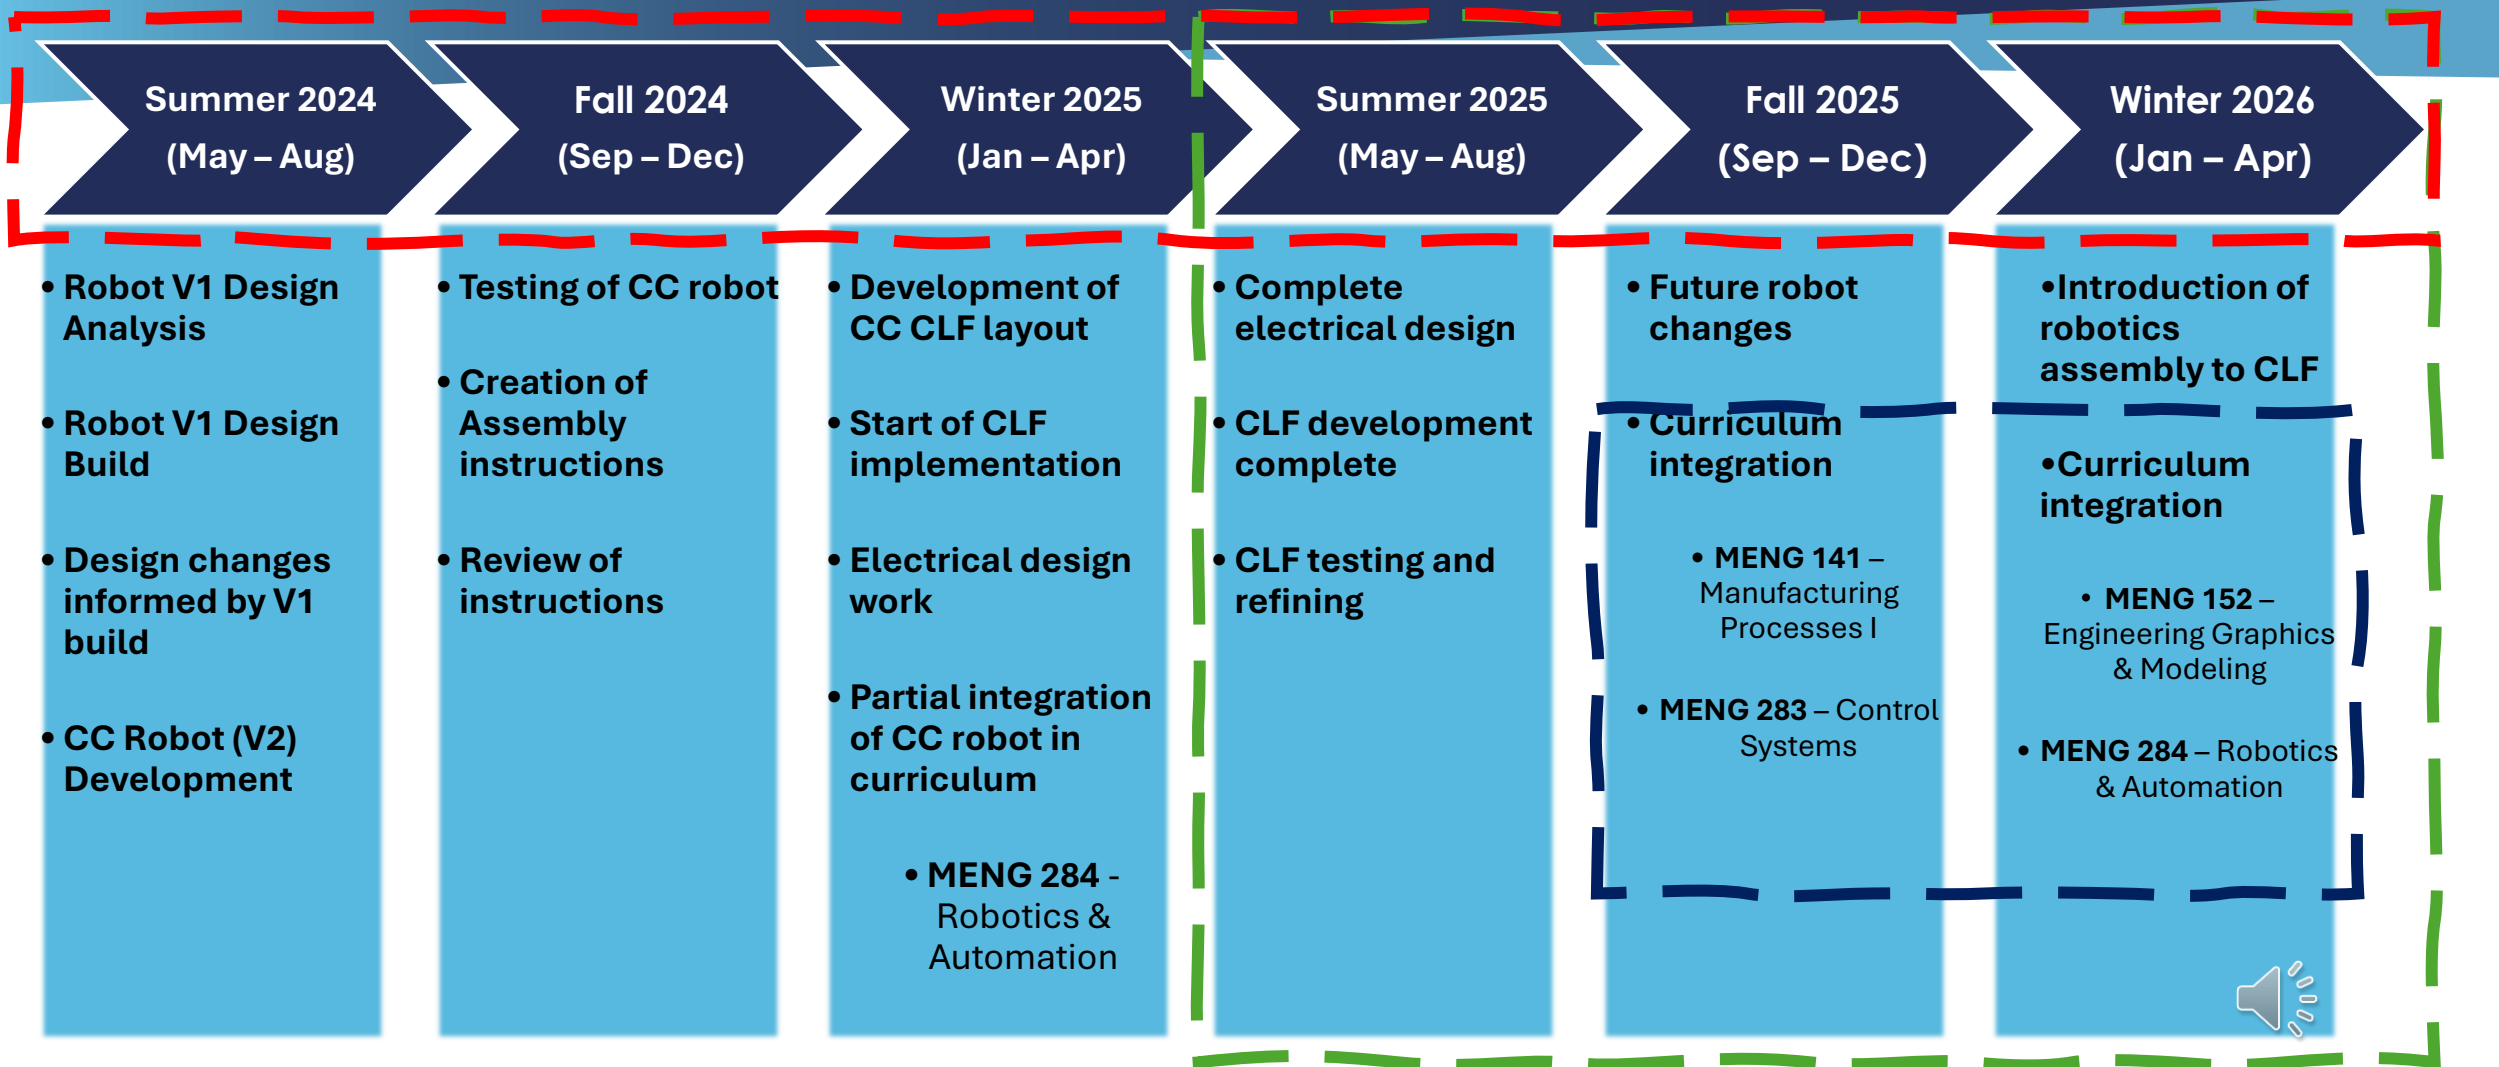 Summer 2024
(May – Aug)
Fall 2024
(Sep – Dec)
Winter 2025
(Jan – Apr)
Summer 2025
(May – Aug)
Fall 2025
(Sep – Dec)
Winter 2026
(Jan – Apr)
• Robot V1 Design
Analysis
• Robot V1 Design
Build
• Design changes
informed by V1
build
• CC Robot (V2)
Development
• Testing of CC robot
• Creation of
Assembly
instructions
• Review of
instructions
• Development of
CC CLF layout
• Start of CLF
implementation
• Electrical design
work
• Partial integration
of CC robot in
curriculum
• MENG 284 -
Robotics &
Automation
• Complete
electrical design
• CLF development
complete
• CLF testing and
refining
• Future robot
changes
• Curriculum
integration
• MENG 141 –
Manufacturing
Processes I
• MENG 283 – Control
Systems
•Introduction of
robotics
assembly to CLF
•Curriculum
integration
• MENG 152 –
Engineering Graphics
& Modeling
• MENG 284 – Robotics
& Automation